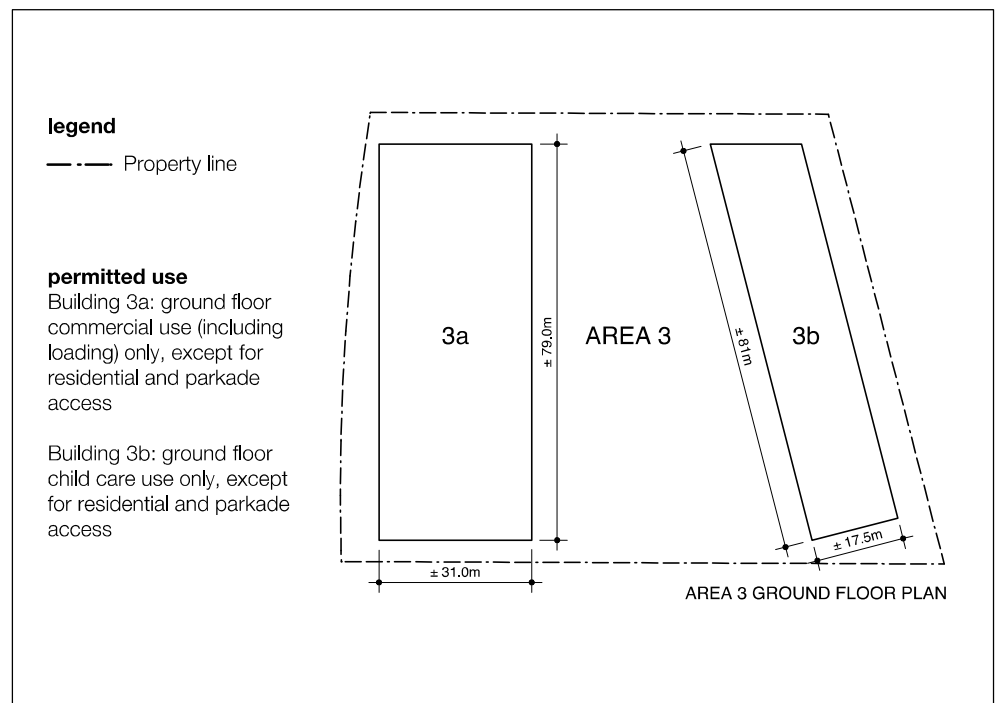 legend
Property line
permitted use
Building 3a: ground floor
commercial use (including
loading) only, except for
residential and parkade
access
Building 3b: ground floor
child care use only, except
for residential and parkade
access
3a
± 79.0m
AREA 3
± 81m
3b
± 31.0m
± 17.5m
AREA 3 GROUND FLOOR PLAN